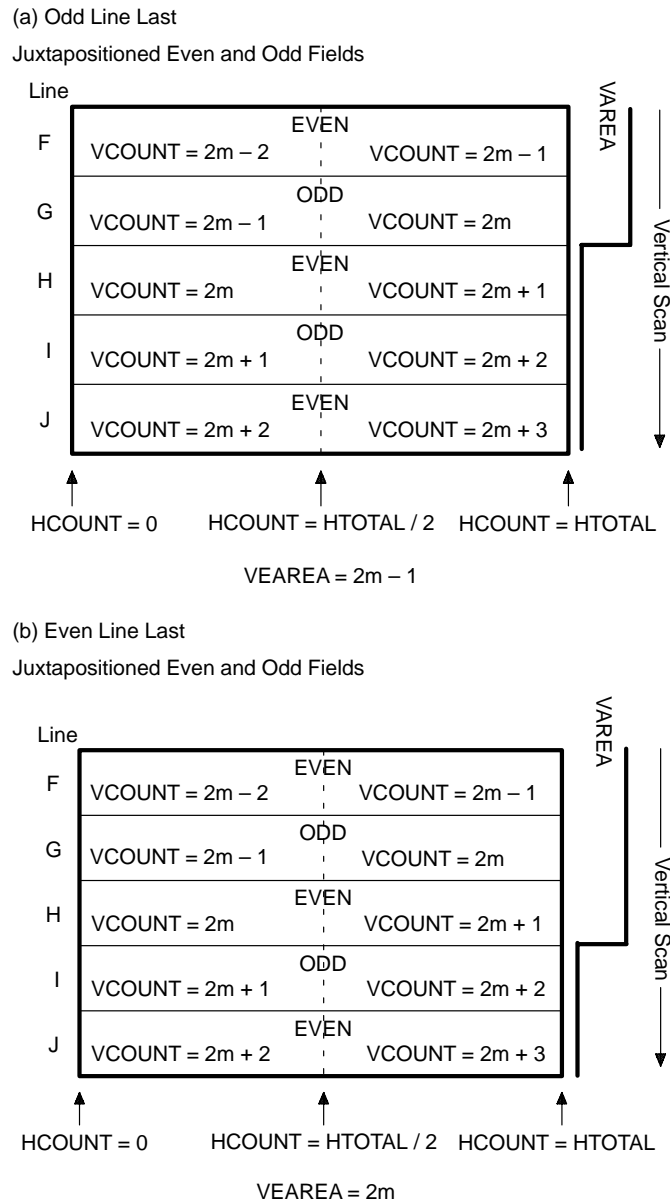 (a) Odd Line Last
Juxtapositioned Even and Odd Fields
Line
VAREA
EVEN
F
VCOUNT = 2m – 2
VCOUNT = 2m – 1
ODD
G
VCOUNT = 2m – 1
VCOUNT = 2m
EVEN
H
VCOUNT = 2m
VCOUNT = 2m + 1
ODD
I
VCOUNT = 2m + 1
VCOUNT = 2m + 2
EVEN
J
VCOUNT = 2m + 2
VCOUNT = 2m + 3
Vertical Scan
HCOUNT = 0
HCOUNT = HTOTAL / 2
HCOUNT = HTOTAL
VEAREA = 2m – 1
(b) Even Line Last
Juxtapositioned Even and Odd Fields
Line
VAREA
EVEN
F
VCOUNT = 2m – 2
VCOUNT = 2m – 1
ODD
G
VCOUNT = 2m – 1
VCOUNT = 2m
EVEN
H
VCOUNT = 2m
VCOUNT = 2m + 1
ODD
I
VCOUNT = 2m + 1
VCOUNT = 2m + 2
EVEN
J
VCOUNT = 2m + 2
VCOUNT = 2m + 3
Vertical Scan
HCOUNT = 0
HCOUNT = HTOTAL / 2
HCOUNT = HTOTAL
VEAREA = 2m